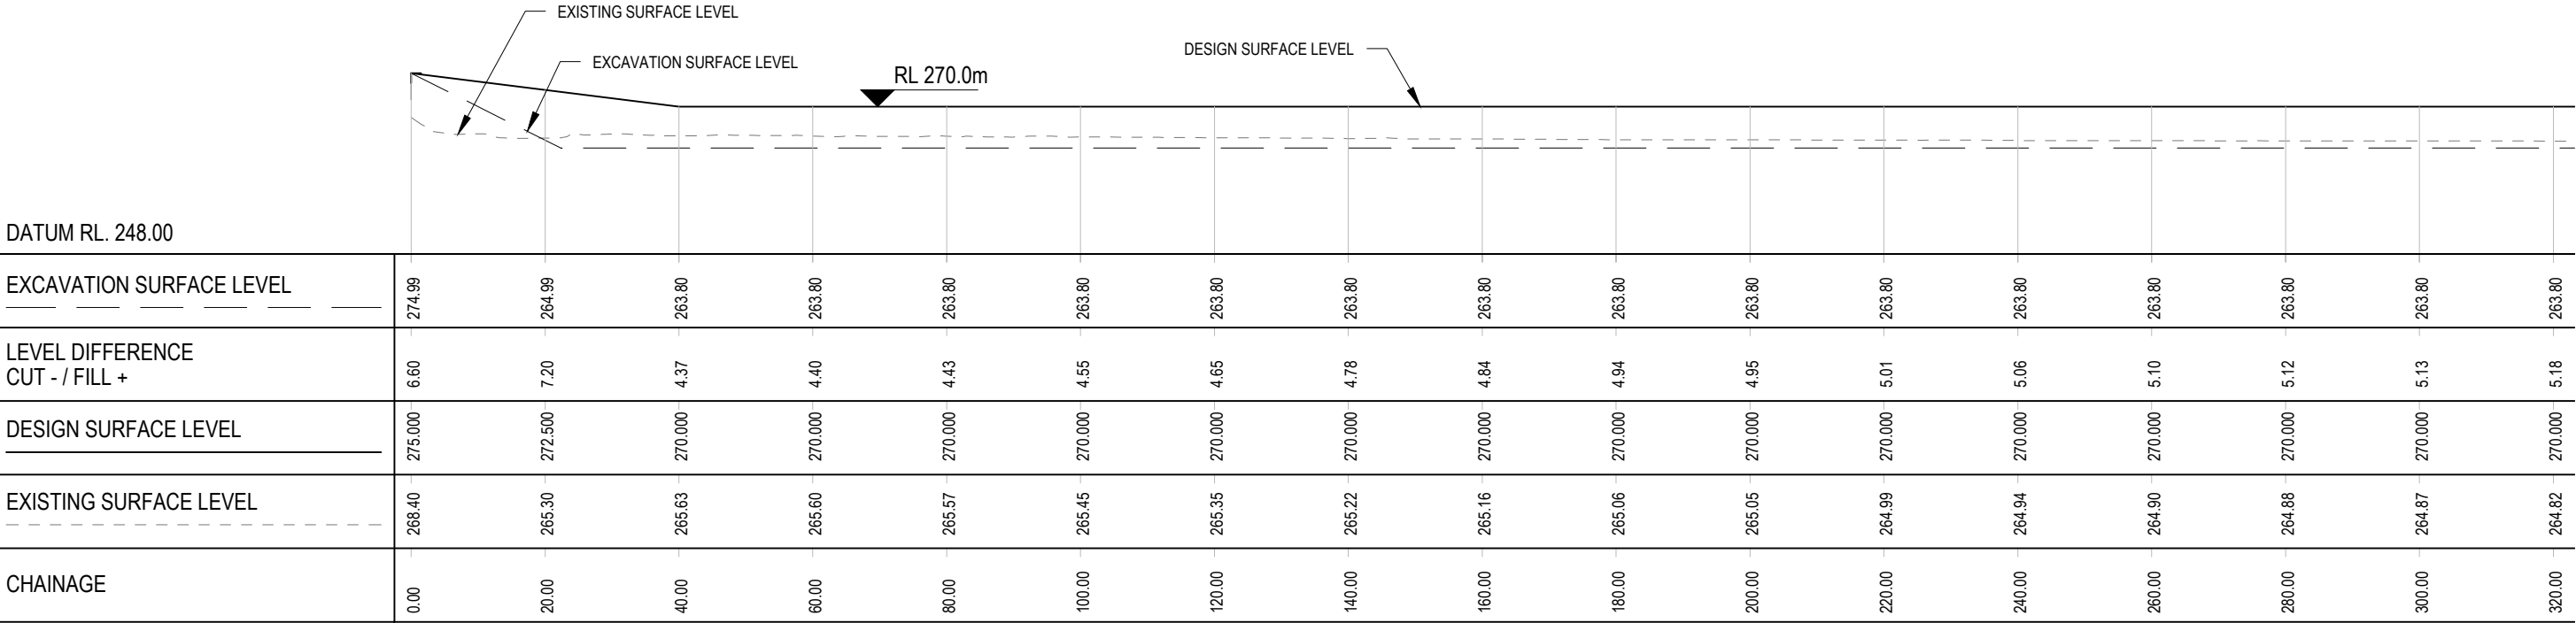 EXISTING SURFACE LEVEL
EXCAVATION SURFACE LEVEL
DESIGN SURFACE LEVEL
RL 270.0m
DATUM RL. 248.00
EXCAVATION SURFACE LEVEL 274.99 264.99 263.80 263.80 263.80 263.80 263.80 263.80 263.80 263.80 263.80 263.80 263.80 263.80 263.80 263.80 263.80
LEVEL DIFFERENCE
CUT - / FILL + 6.60 7.20 4.37 4.40 4.43 4.55 4.65 4.78 4.84 4.94 4.95 5.01 5.06 5.10 5.12 5.13 5.18
DESIGN SURFACE LEVEL 275.000 272.500 270.000 270.000 270.000 270.000 270.000 270.000 270.000 270.000 270.000 270.000 270.000 270.000 270.000 270.000 270.000
EXISTING SURFACE LEVEL 268.40 265.30 265.63 265.60 265.57 265.45 265.35 265.22 265.16 265.06 265.05 264.99 264.94 264.90 264.88 264.87 264.82
CHAINAGE 0.00 20.00 40.00 60.00 80.00 100.00 120.00 140.00 160.00 180.00 200.00 220.00 240.00 260.00 280.00 300.00 320.00